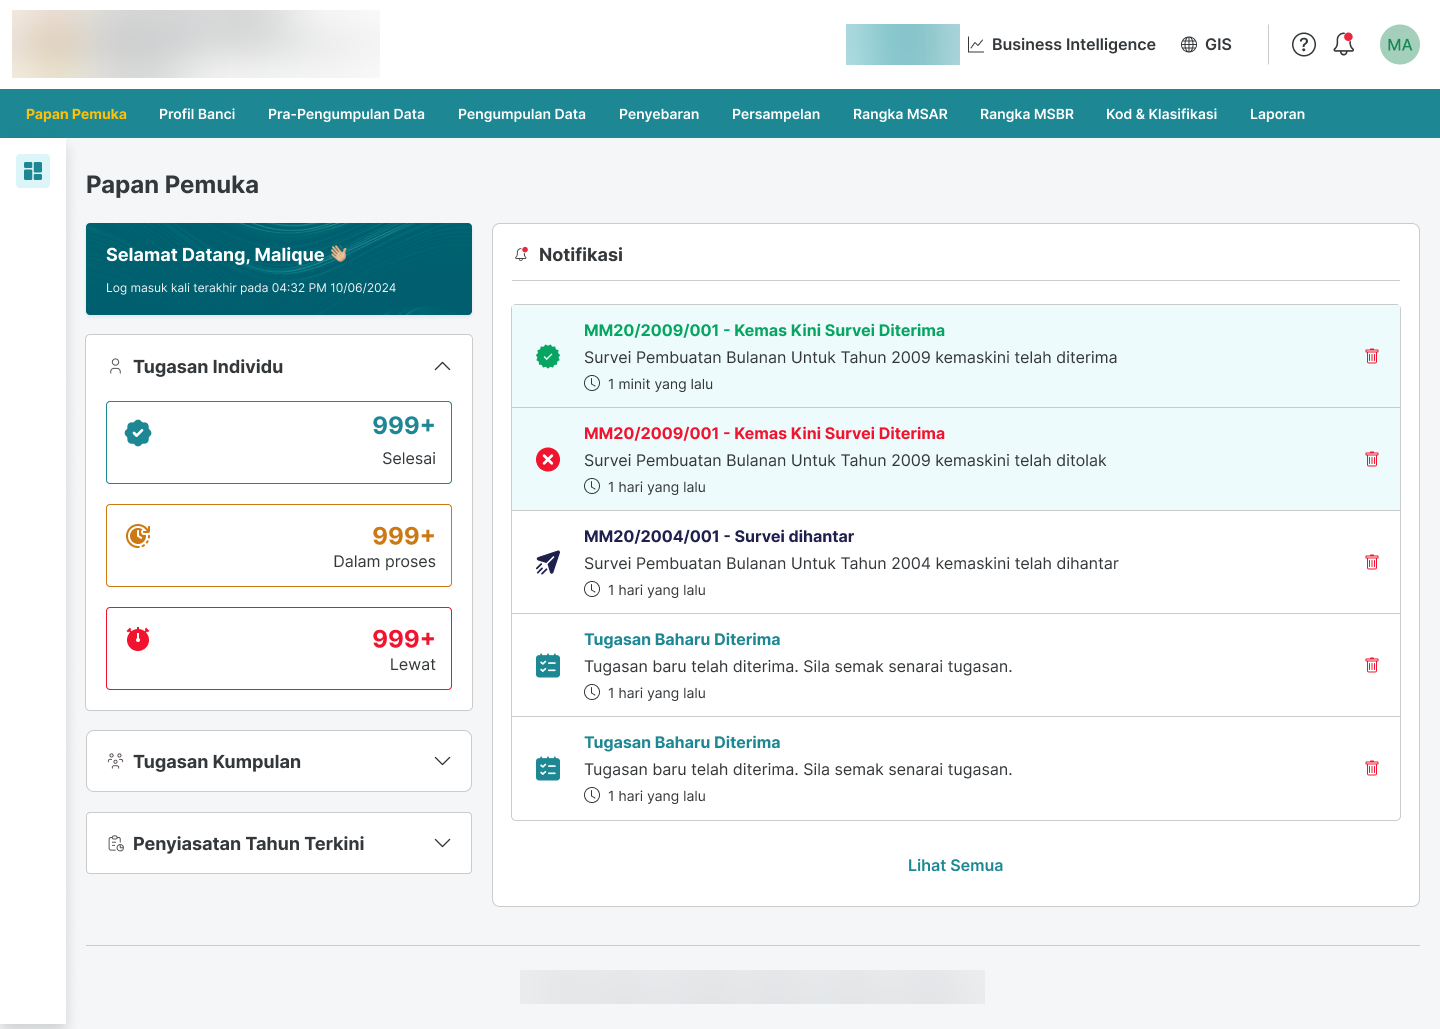 Business Intelligence
GIS
MA
Papan Pemuka
Profil Banci
Pra-Pengumpulan Data
Pengumpulan Data
Penyebaran
Persampelan
Rangka MSAR
Rangka MSBR
Kod & Klasifikasi
Laporan
Papan Pemuka
Selamat Datang, Malique 👋🏼
Log masuk kali terakhir pada 04:32 PM 10/06/2024
Tugasan Individu
999+
Selesai
999+
Dalam proses
999+
Lewat
Tugasan Kumpulan
Penyiasatan Tahun Terkini
Notifikasi
MM20/2009/001 - Kemas Kini Survei Diterima
Survei Pembuatan Bulanan Untuk Tahun 2009 kemaskini telah diterima
1 minit yang lalu
MM20/2009/001 - Kemas Kini Survei Diterima
Survei Pembuatan Bulanan Untuk Tahun 2009 kemaskini telah ditolak
1 hari yang lalu
MM20/2004/001 - Survei dihantar
Survei Pembuatan Bulanan Untuk Tahun 2004 kemaskini telah dihantar
1 hari yang lalu
Tugasan Baharu Diterima
Tugasan baru telah diterima. Sila semak senarai tugasan.
1 hari yang lalu
Tugasan Baharu Diterima
Tugasan baru telah diterima. Sila semak senarai tugasan.
1 hari yang lalu
Lihat Semua